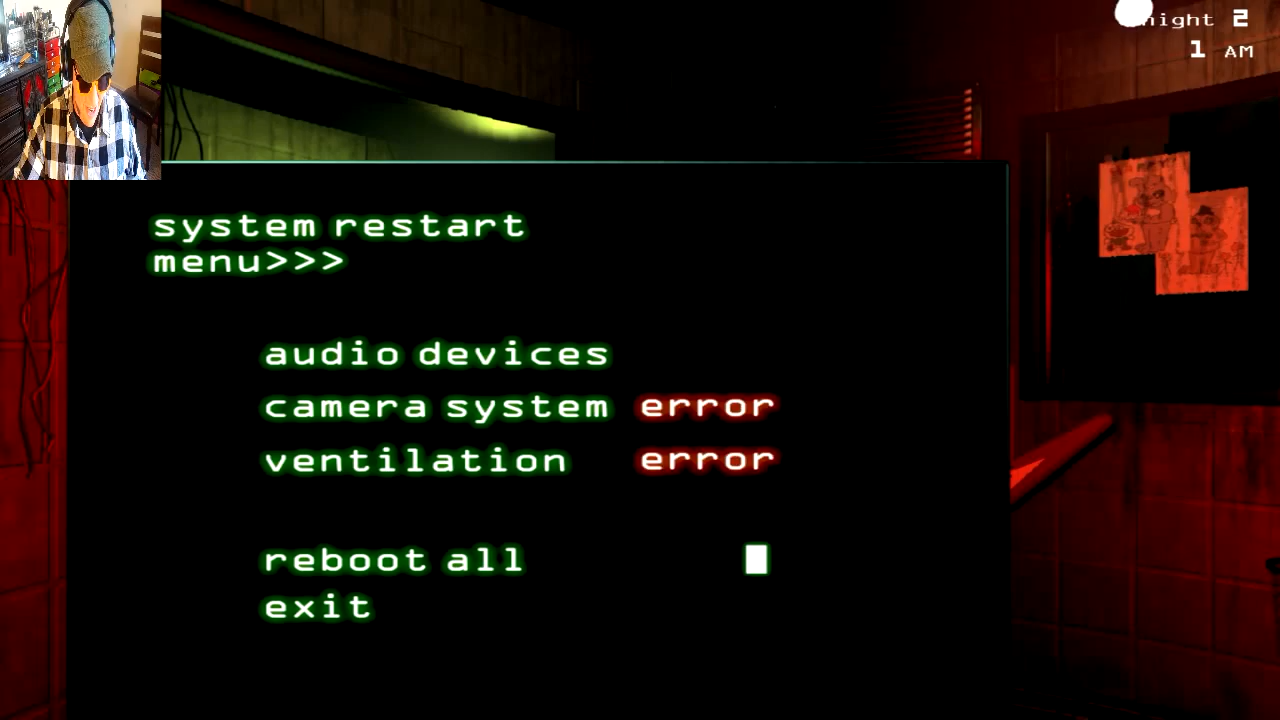 night 2
1 AM
system restart
menu>>>
audio devices
camera system error
ventilation error
reboot all
exit